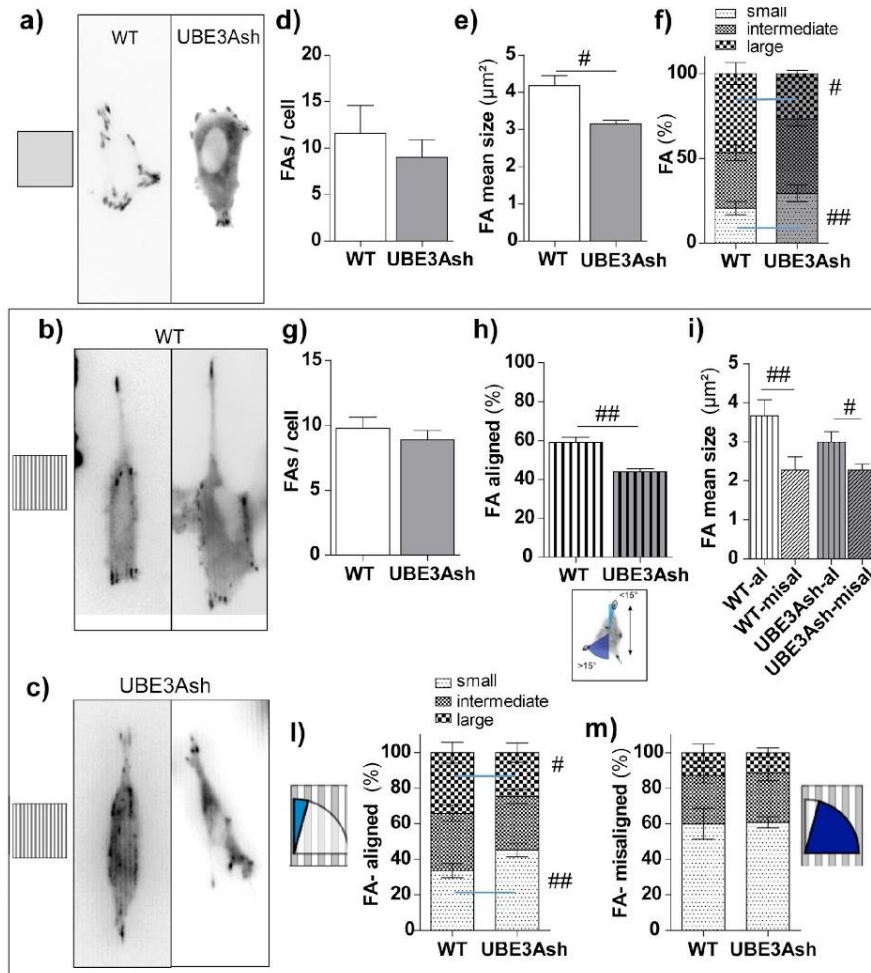 a)
WT
UBE3Ash
d)
FAs / cell
20
15
10
5
0
WT
UBE3Ash
e)
FA mean size (µm²)
5
4
3
2
1
0
#
WT
UBE3Ash
f)
small
intermediate
large
FA (%)
100
50
0
#
##
WT
UBE3Ash
b)
WT
g)
FAs / cell
15
10
5
0
WT
UBE3Ash
h)
FA aligned (%)
100
80
60
40
20
0
##
WT
UBE3Ash
<15°
>15°
i)
FA mean size (µm²)
5
4
3
2
1
0
##
#
WT-al
WT-misal
UBE3Ash-al
UBE3Ash-misal
c)
UBE3Ash
small
intermediate
large
l)
FA- aligned (%)
100
80
60
40
20
0
#
##
WT
UBE3Ash
m)
FA- misaligned (%)
100
80
60
40
20
0
WT
UBE3Ash